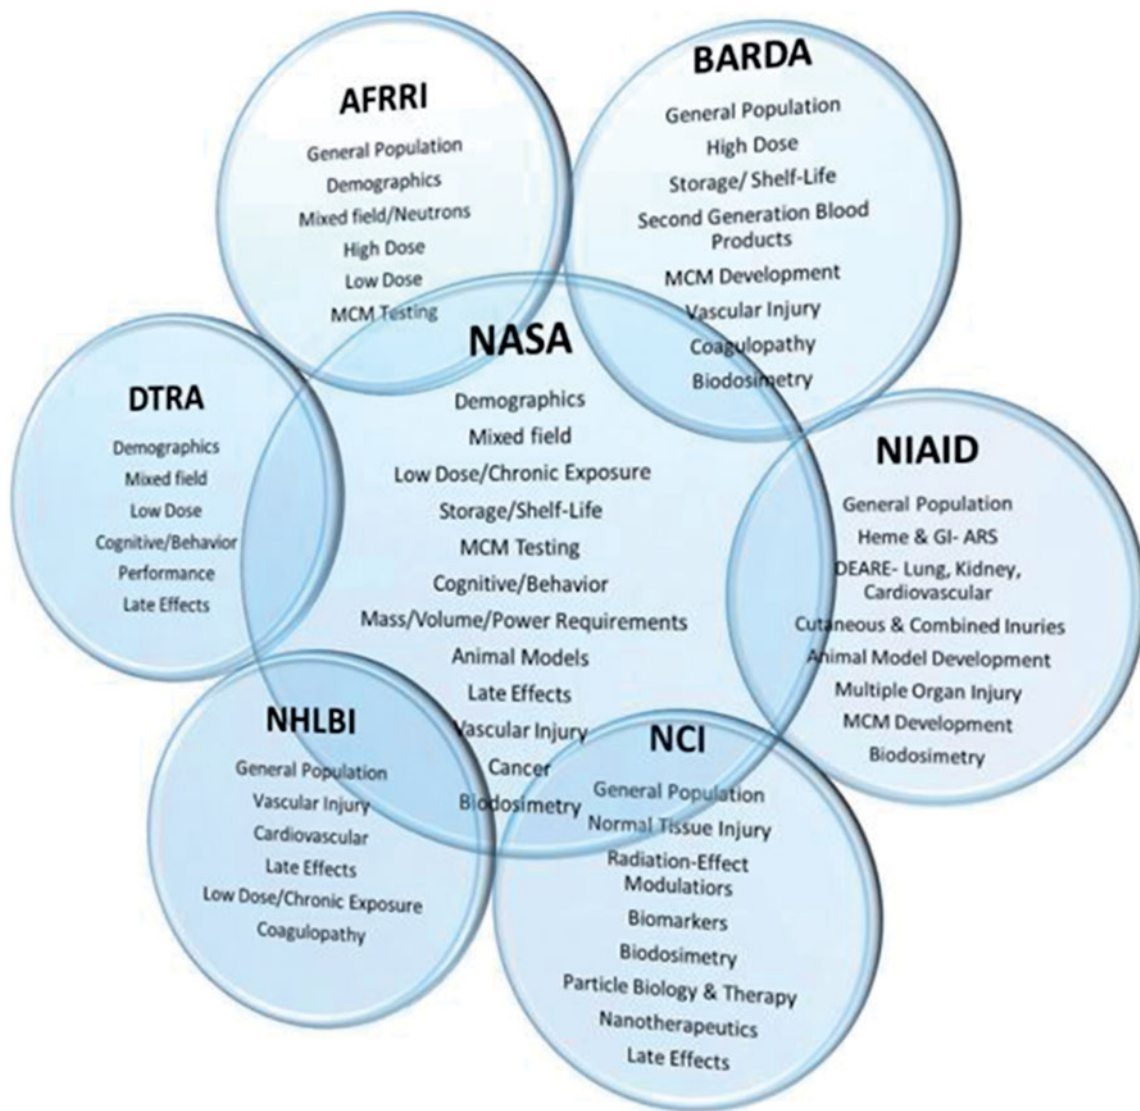 AFRRI
General Population
Demographics
Mixed field/Neutrons
High Dose
Low Dose
MCM Testing
BARDA
General Population
High Dose
Storage/ Shelf-Life
Second Generation Blood
Products
MCM Development
Vascular Injury
Coagulopathy
Biodosimetry
DTRA
Demographics
Mixed field
Low Dose
Cognitive/Behavior
Performance
Late Effects
NASA
Demographics
Mixed field
Low Dose/Chronic Exposure
Storage/Shelf-Life
MCM Testing
Cognitive/Behavior
Mass/Volume/Power Requirements
Animal Models
Late Effects
Vascular Injury
Cancer
Biodosimetry
NIAID
General Population
Heme & GI- ARS
DEARE- Lung, Kidney,
Cardiovascular
Cutaneous & Combined Inuries
Animal Model Development
Multiple Organ Injury
MCM Development
Biodosimetry
NHLBI
General Population
Vascular Injury
Cardiovascular
Late Effects
Low Dose/Chronic Exposure
Coagulopathy
NCI
General Population
Normal Tissue Injury
Radiation-Effect
Modulatiors
Biomarkers
Biodosimetry
Particle Biology & Therapy
Nanotherapeutics
Late Effects